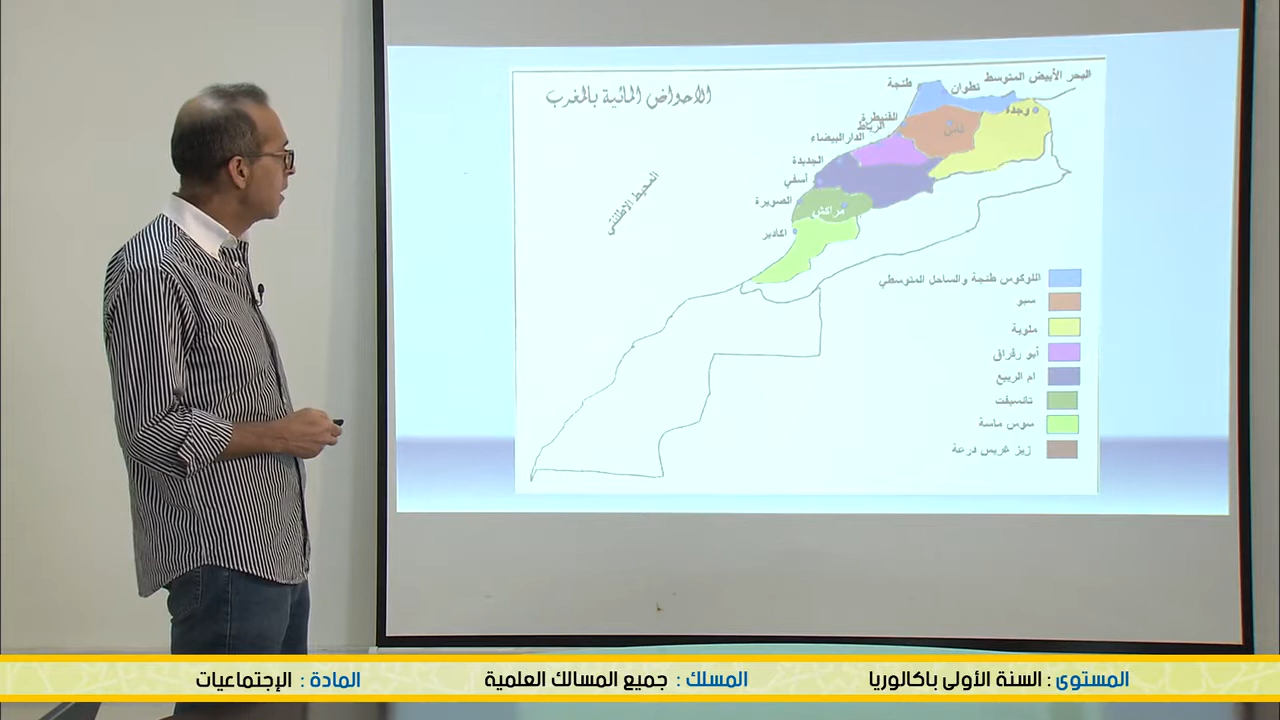 الاحواض المائية بالمغرب
البحر الأبيض المتوسط
طنجة
تطوان
وجدة
القنيطرة
الرباط
فاس
الدار البيضاء
الجديدة
أسفي
الصويرة
مراكش
اكادير
المحيط الاطلنتي
اللوكوس طنجة والساحل المتوسطي
سبو
ملوية
أبو رقراق
ام الربيع
تانسيفت
سوس ماسة
زيز غريس درعة
المستوى : السنة الأولى باكالوريا
المسلك : جميع المسالك العلمية
المادة : الإجتماعيات